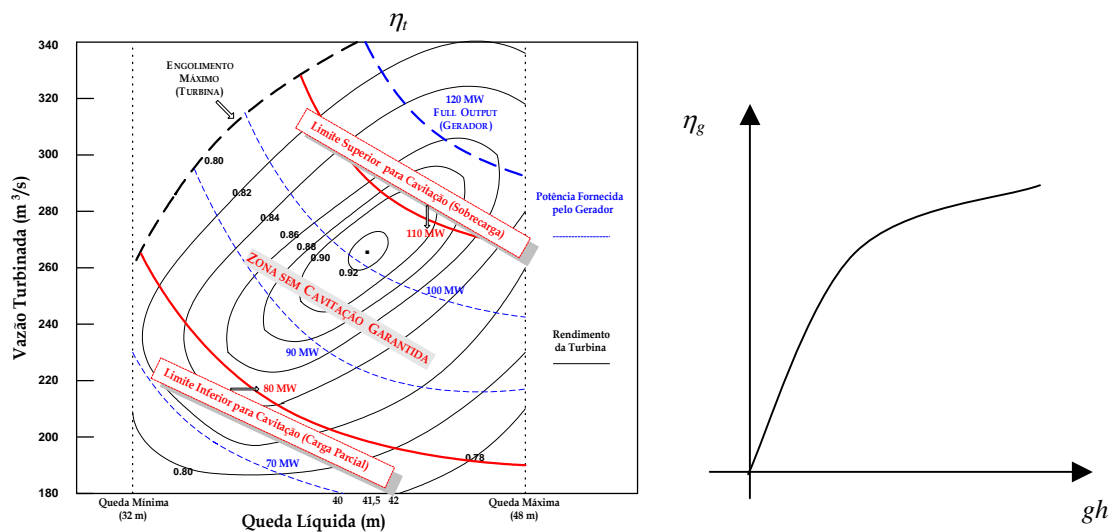 η_t
340
320
300
280
260
240
220
200
180
Vazão Turbinada (m³/s)
ENGOLIMENTO
MÁXIMO
(TURBINA)
120 MW
FULL OUTPUT
(GERADOR)
Limite Superior para Cavitação (Sobrecarga)
110 MW
0.80
0.82
0.84
0.86
0.88
0.90
0.92
ZONA SEM CAVITAÇÃO GARANTIDA
100 MW
90 MW
80 MW
Limite Inferior para Cavitação (Carga Parcial)
70 MW
0.80
0.78
Potência Fornecida
pelo Gerador
Rendimento
da Turbina
Queda Mínima
(32 m)
40 41,5 42
Queda Líquida (m)
Queda Máxima
(48 m)
η_g
gh